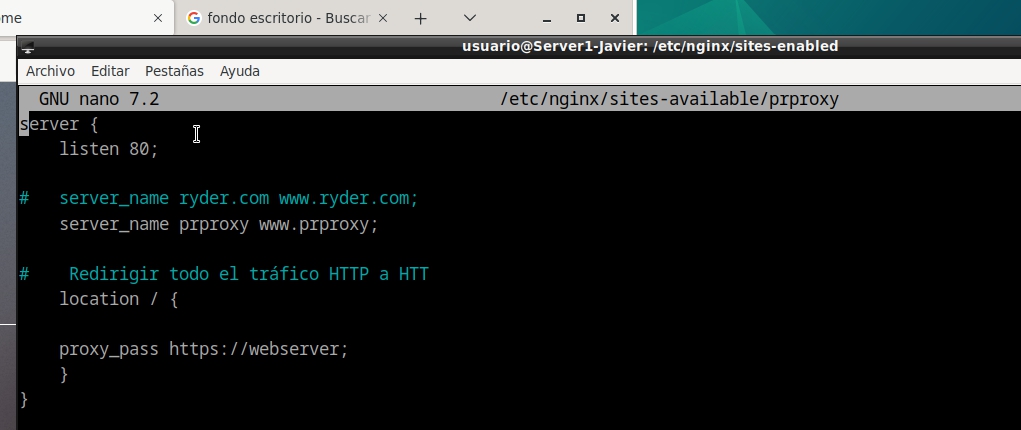 ome
fondo escritorio - Buscar
usuario@Server1-Javier: /etc/nginx/sites-enabled
Archivo Editar Pestañas Ayuda
GNU nano 7.2 /etc/nginx/sites-available/prproxy
server {
listen 80;
# server_name ryder.com www.ryder.com;
server_name prproxy www.prproxy;
# Redirigir todo el tráfico HTTP a HTT
location / {
proxy_pass https://webserver;
}
}